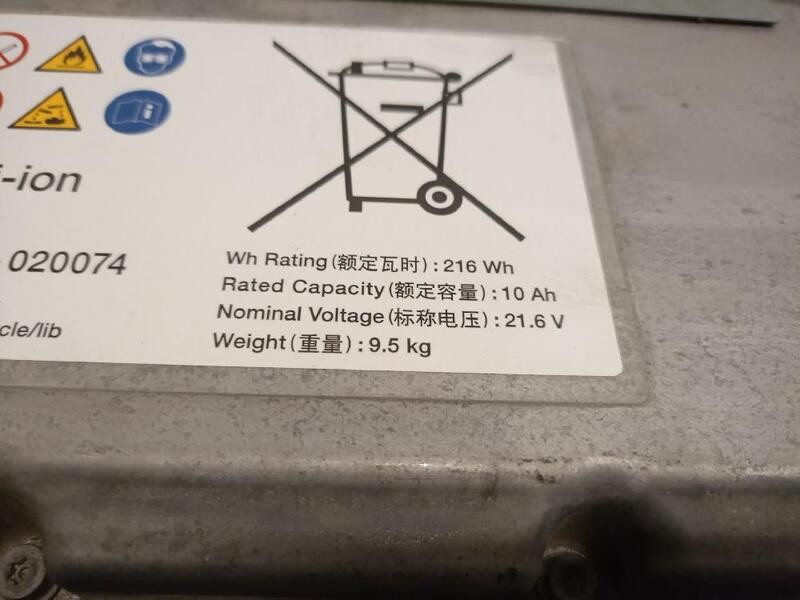 -ion
020074
cle/lib
Wh Rating(额定瓦时) : 216 Wh
Rated Capacity(额定容量) : 10 Ah
Nominal Voltage(标称电压) : 21.6 V
Weight(重量) : 9.5 kg